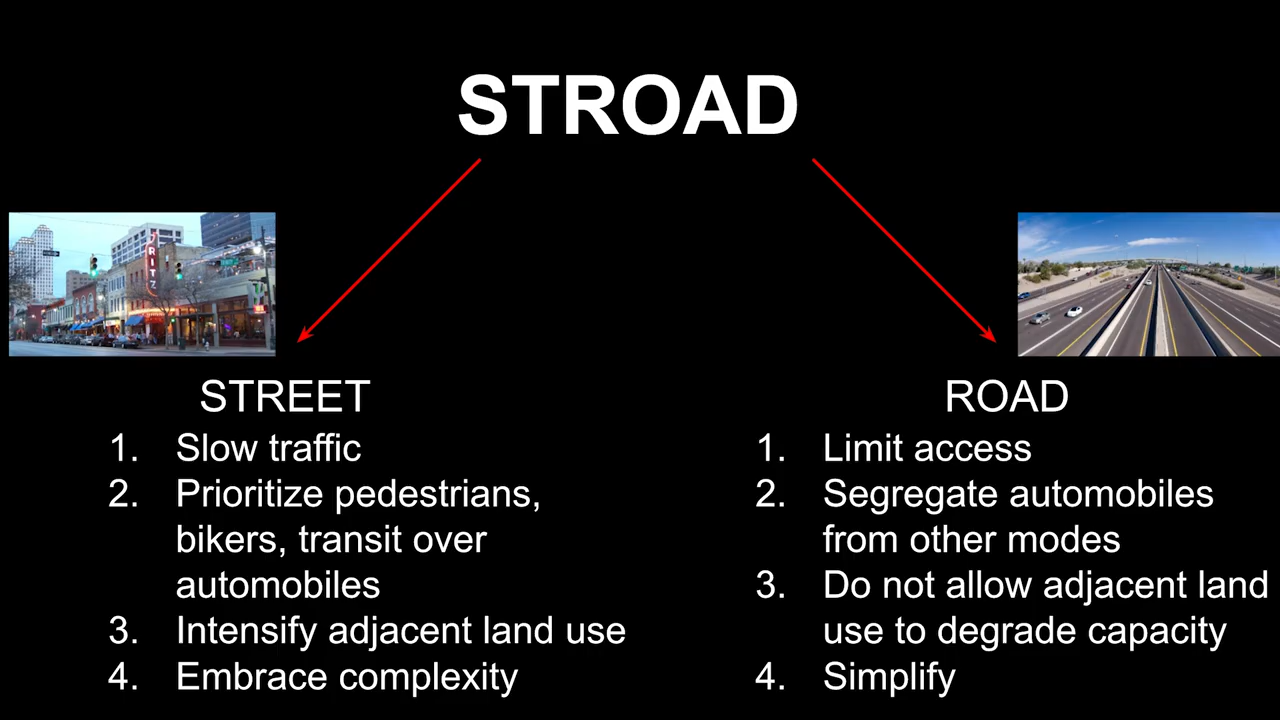 STROAD
RITZ
STREET
1. Slow traffic
2. Prioritize pedestrians,
bikers, transit over
automobiles
3. Intensify adjacent land use
4. Embrace complexity
ROAD
1. Limit access
2. Segregate automobiles
from other modes
3. Do not allow adjacent land
use to degrade capacity
4. Simplify